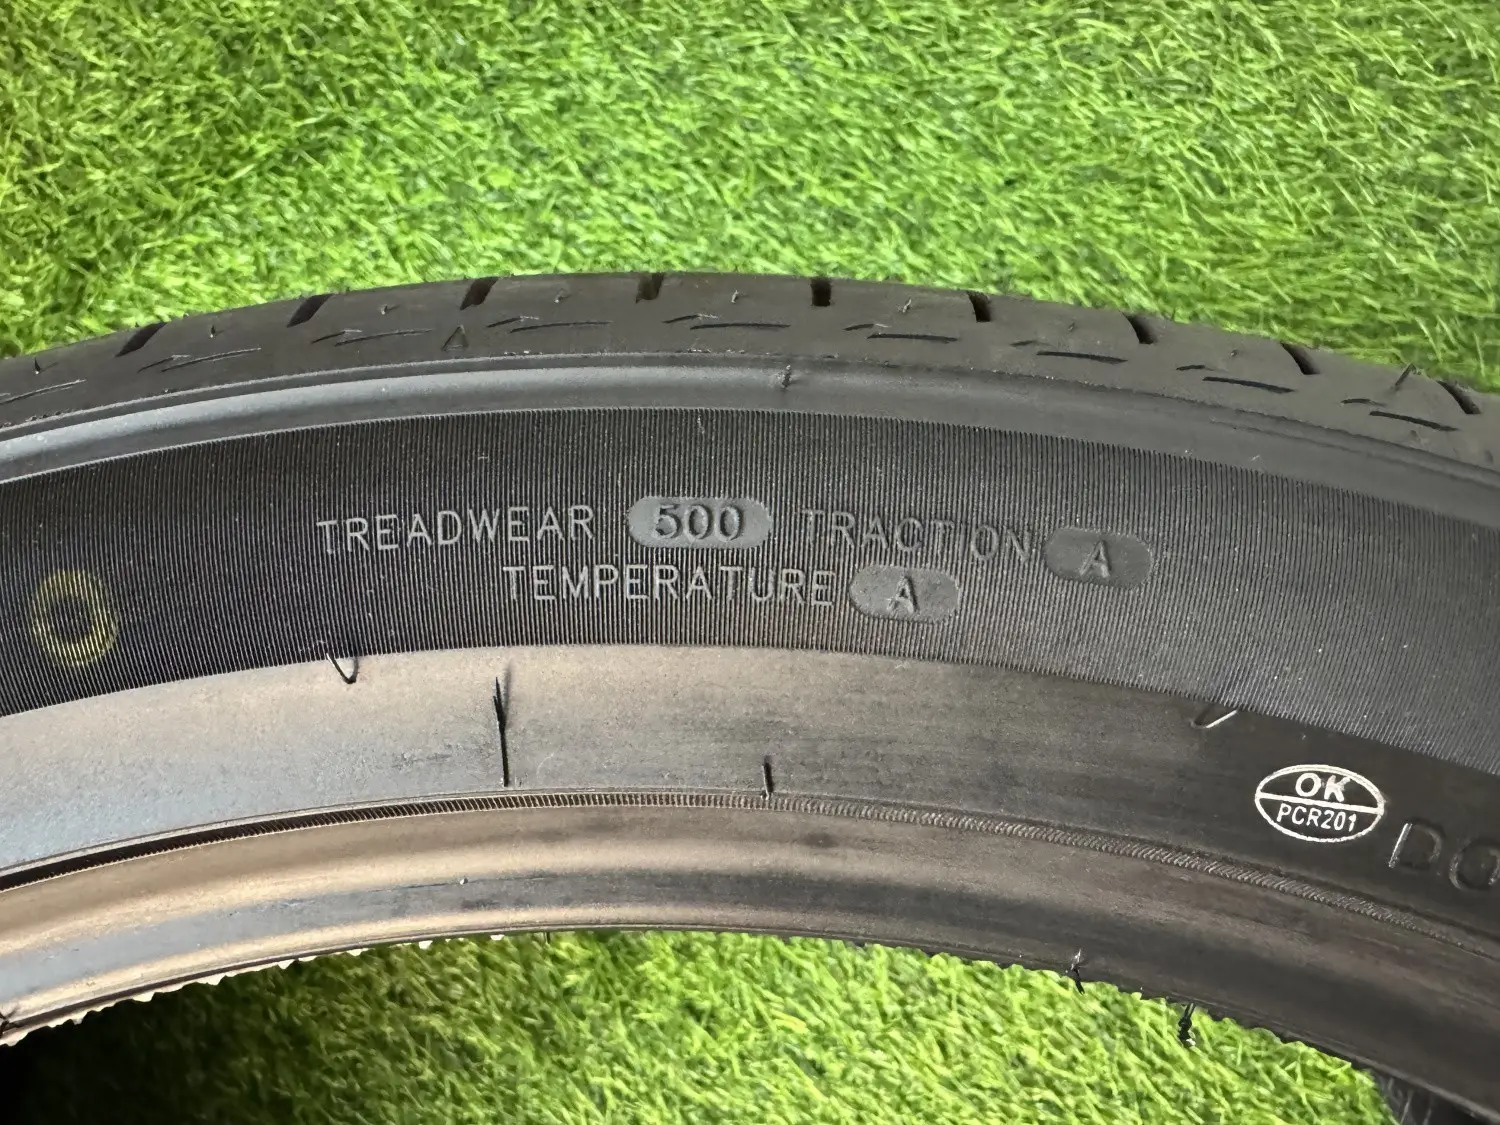 TREADWEAR 500 TRACTION A
TEMPERATURE A
OK
PCR201